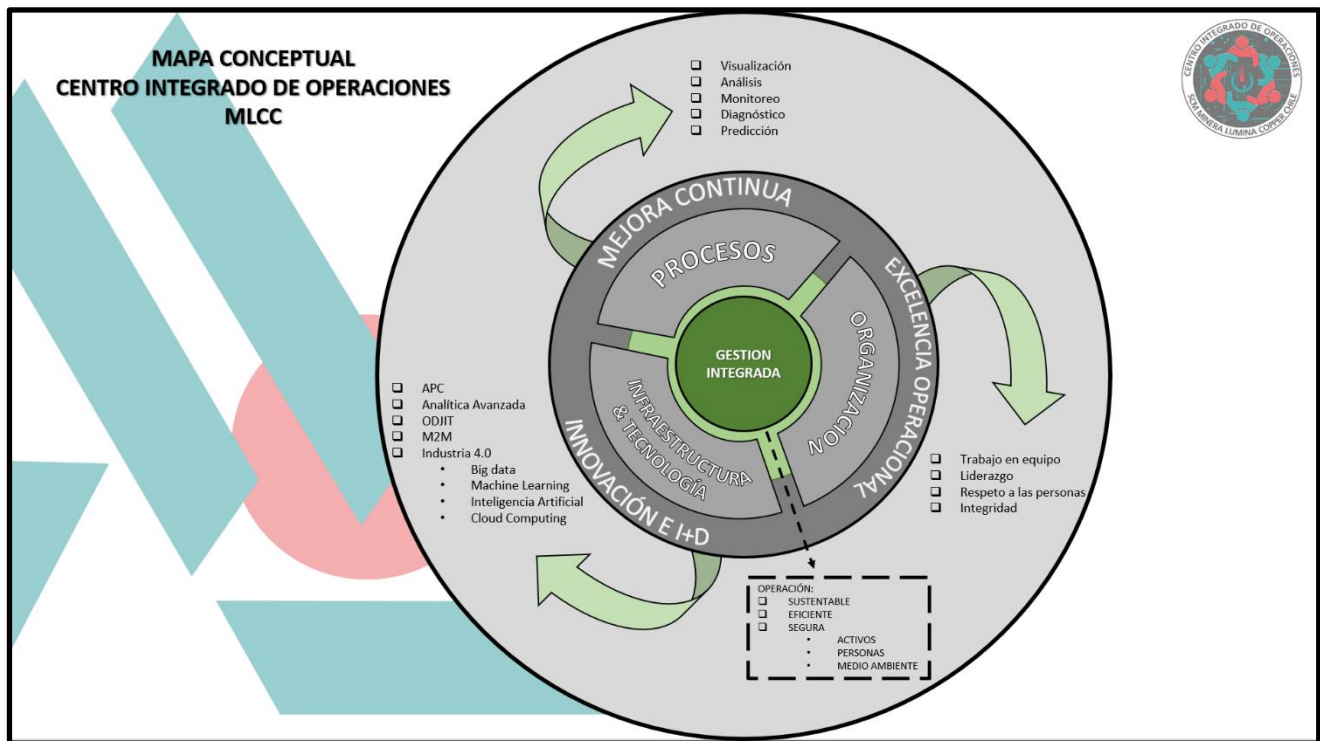 MAPA CONCEPTUAL
CENTRO INTEGRADO DE OPERACIONES
MLCC
CENTRO INTEGRADO DE OPERACIONES
SCM MINERA LUMINA COPPER CHILE
❑ Visualización
❑ Análisis
❑ Monitoreo
❑ Diagnóstico
❑ Predicción
MEJORA CONTINUA
PROCESOS
EXCELENCIA OPERACIONAL
ORGANIZACION
GESTION
INTEGRADA
INFRAESTRUCTURA
& TECNOLOGÍA
INNOVACIÓN E I+D
❑ APC
❑ Analítica Avanzada
❑ ODJIT
❑ M2M
❑ Industria 4.0
• Big data
• Machine Learning
• Inteligencia Artificial
• Cloud Computing
❑ Trabajo en equipo
❑ Liderazgo
❑ Respeto a las personas
❑ Integridad
OPERACIÓN:
❑ SUSTENTABLE
❑ EFICIENTE
❑ SEGURA
• ACTIVOS
• PERSONAS
• MEDIO AMBIENTE